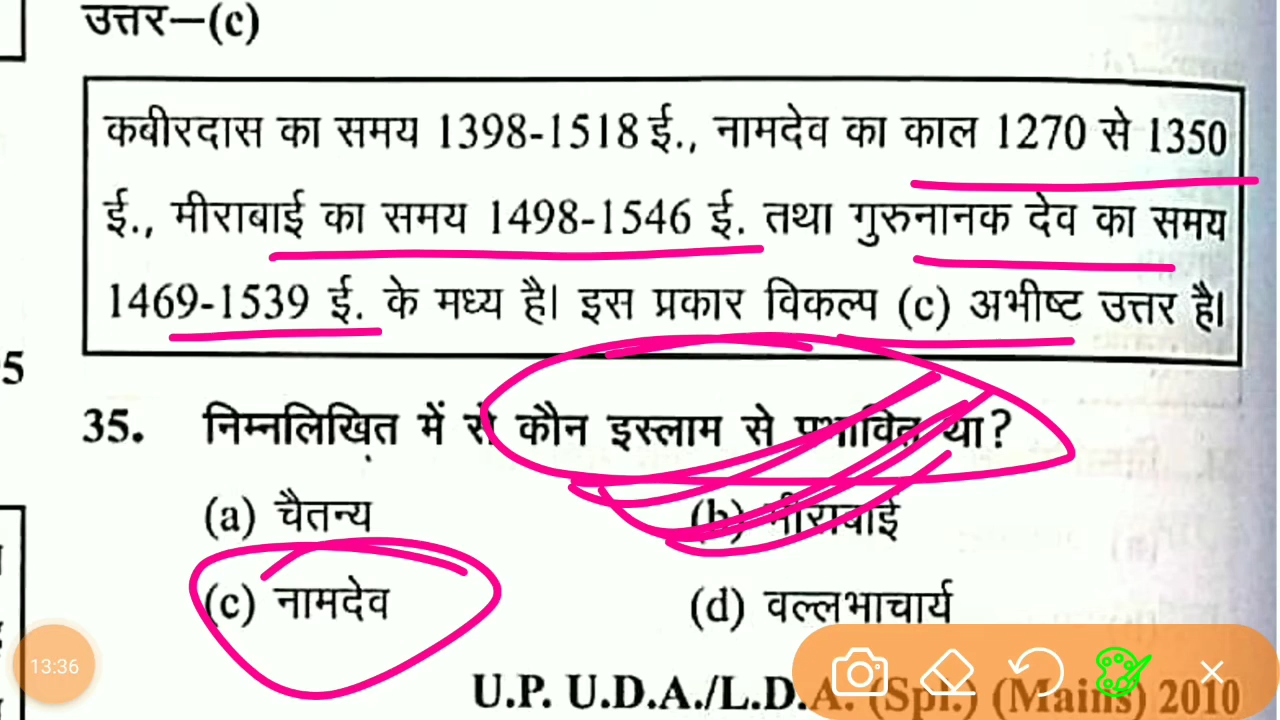 उत्तर—(c)
कबीरदास का समय 1398-1518 ई., नामदेव का काल 1270 से 1350
ई., मीराबाई का समय 1498-1546 ई. तथा गुरुनानक देव का समय
1469-1539 ई. के मध्य है। इस प्रकार विकल्प (c) अभीष्ट उत्तर है।
5
35. निम्नलिखित में से कौन इस्लाम से प्रभावित था?
(a) चैतन्य (b) मीराबाई
(c) नामदेव (d) वल्लभाचार्य
13:36
U.P. U.D.A./L.D.A. (Spl.) (Mains) 2010